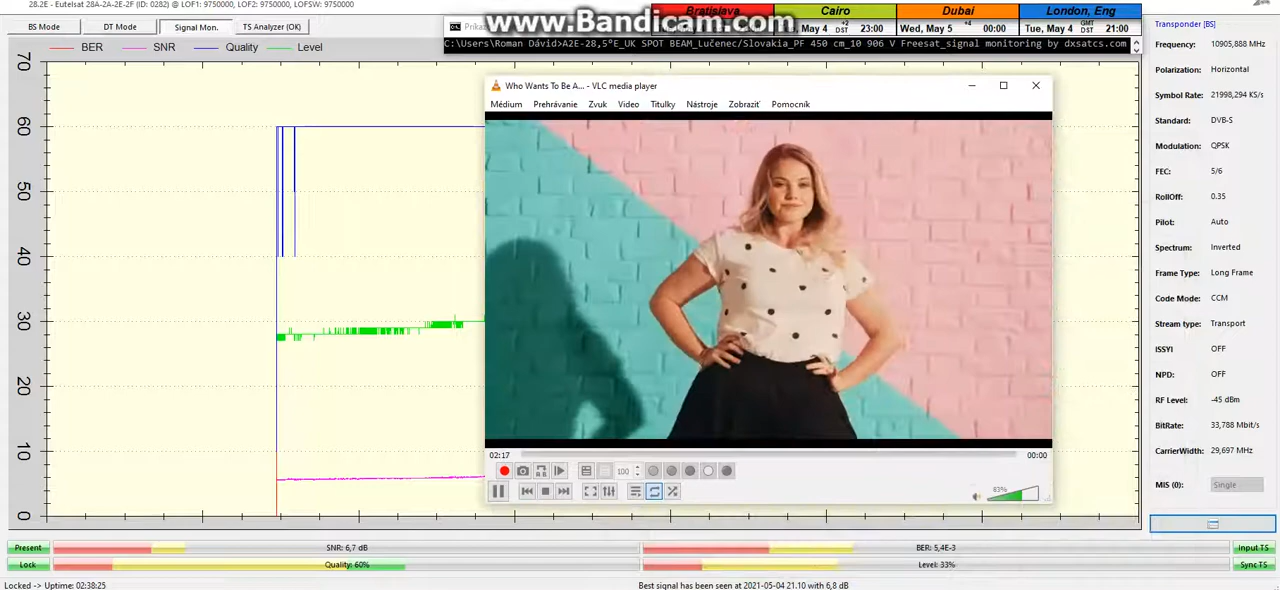 28.2E - Eutelsat 28A-2A-2E-2F (ID: 0282) @ LOF1: 9750000, LOF2: 9750000, LOFSW: 9750000
www.Bandicam.com
Bratislava
Cairo
Dubai
London, Eng
May 4 +2 DST 23:00
Wed, May 5 00:00
Tue, May 4 GMT DST 21:00
BS Mode
DT Mode
Signal Mon.
TS Analyzer (OK)
C:\Users\Roman Dávid>A2E-28,5°E_UK SPOT BEAM_Lučenec/Slovakia_PF 450 cm_10 906 V Freesat_signal monitoring by dxsatcs.com
BER
SNR
Quality
Level
70
60
50
40
30
20
10
0
Who Wants To Be A... - VLC media player
Médium Prehrávanie Zvuk Video Titulky Nástroje Zobraziť Pomocník
02:17
00:00
100
83%
Transponder [BS]
Frequency: 10905,888 MHz
Polarization: Horizontal
Symbol Rate: 21998,294 KS/s
Standard: DVB-S
Modulation: QPSK
FEC: 5/6
RollOff: 0.35
Pilot: Auto
Spectrum: Inverted
Frame Type: Long Frame
Code Mode: CCM
Stream type: Transport
ISSYI OFF
NPD: OFF
RF Level: -45 dBm
BitRate: 33,788 Mbit/s
CarrierWidth: 29,697 MHz
MIS (0): Single
Present
SNR: 6,7 dB
BER: 5,4E-3
Input TS
Lock
Quality: 60%
Level: 33%
Sync TS
Locked -> Uptime: 02:38:25
Best signal has been seen at 2021-05-04 21.10 with 6,8 dB